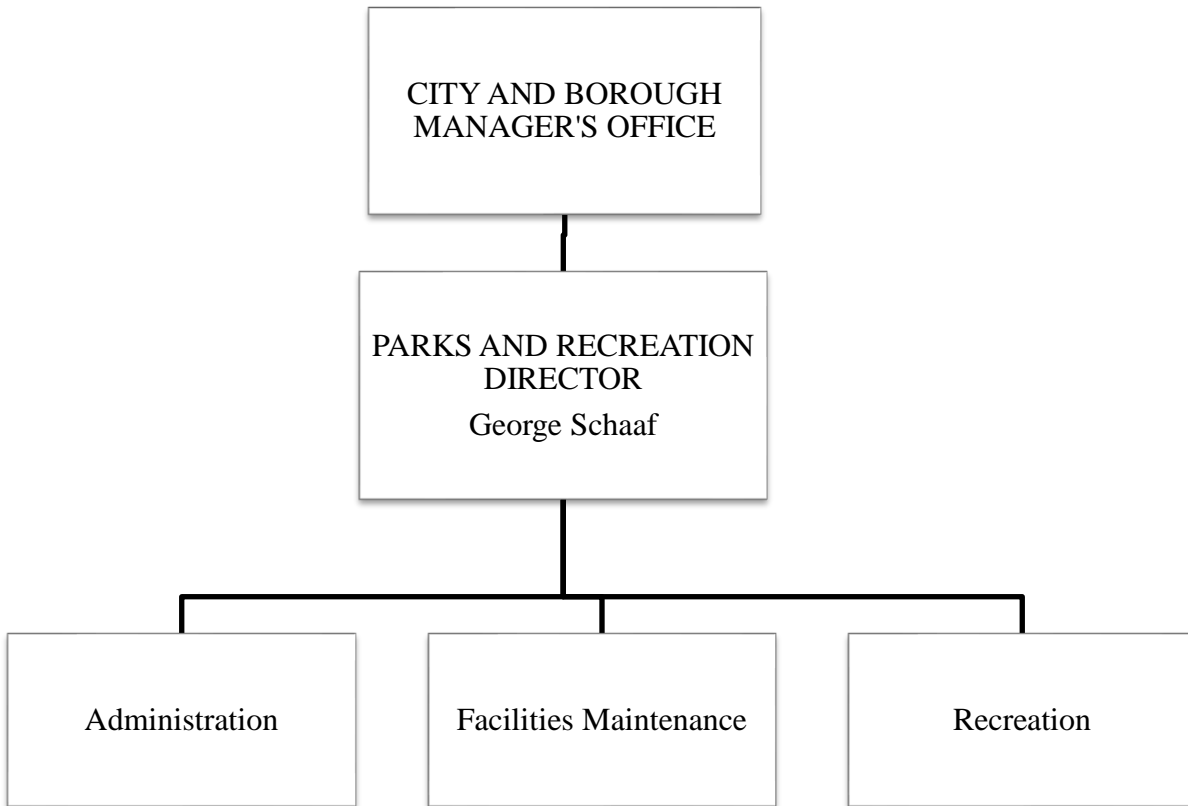 CITY AND BOROUGH
MANAGER'S OFFICE
PARKS AND RECREATION
DIRECTOR
George Schaaf
Administration
Facilities Maintenance
Recreation